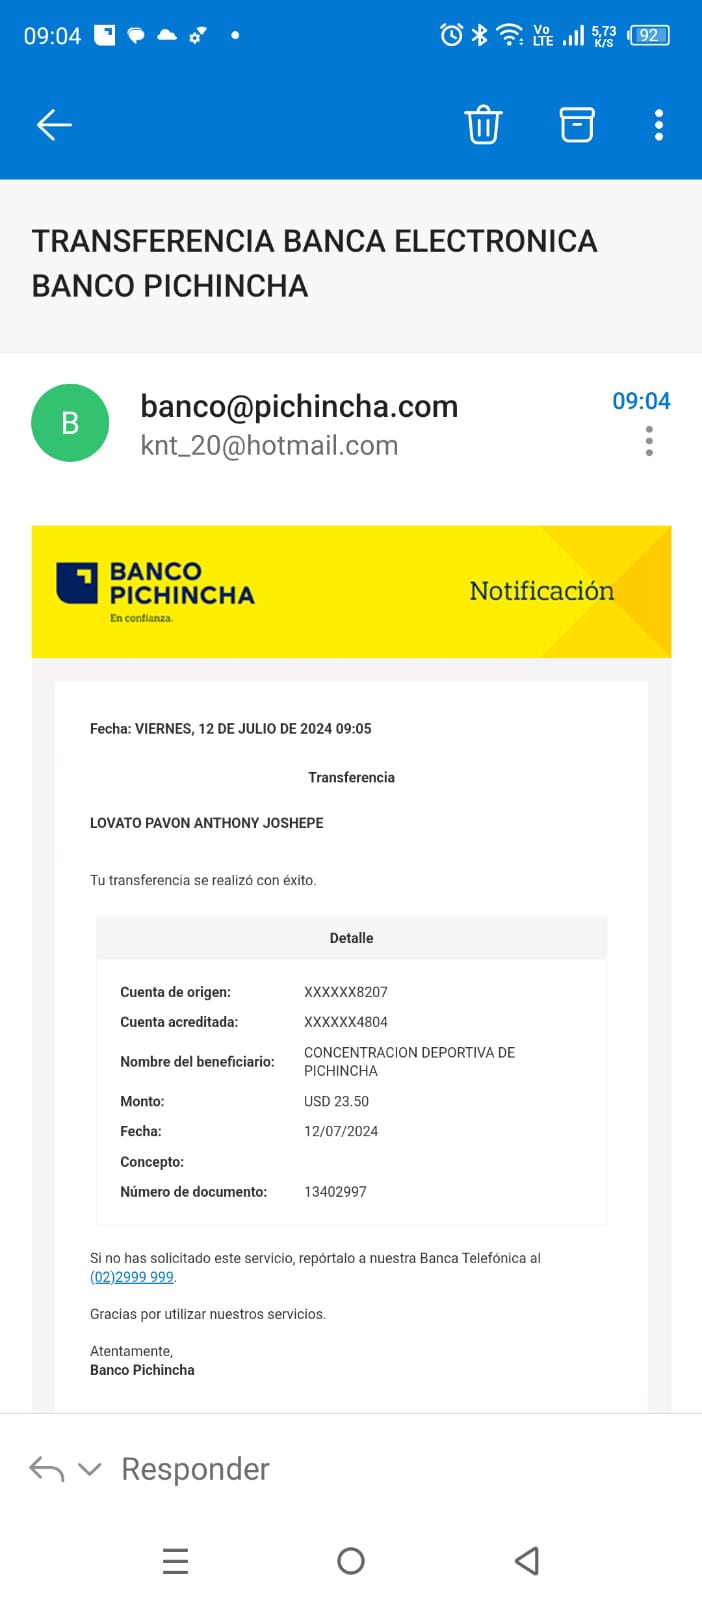 09:04
Vo LTE 5,73 K/S 92
TRANSFERENCIA BANCA ELECTRONICA
BANCO PICHINCHA
B
banco@pichincha.com
09:04
knt_20@hotmail.com
BANCO
PICHINCHA
En confianza.
Notificación
Fecha: VIERNES, 12 DE JULIO DE 2024 09:05
Transferencia
LOVATO PAVON ANTHONY JOSHEPE
Tu transferencia se realizó con éxito.
Detalle
Cuenta de origen: XXXXXX8207
Cuenta acreditada: XXXXXX4804
Nombre del beneficiario: CONCENTRACION DEPORTIVA DE
PICHINCHA
Monto: USD 23.50
Fecha: 12/07/2024
Concepto:
Número de documento: 13402997
Si no has solicitado este servicio, repórtalo a nuestra Banca Telefónica al
(02)2999 999.
Gracias por utilizar nuestros servicios.
Atentamente,
Banco Pichincha
Responder